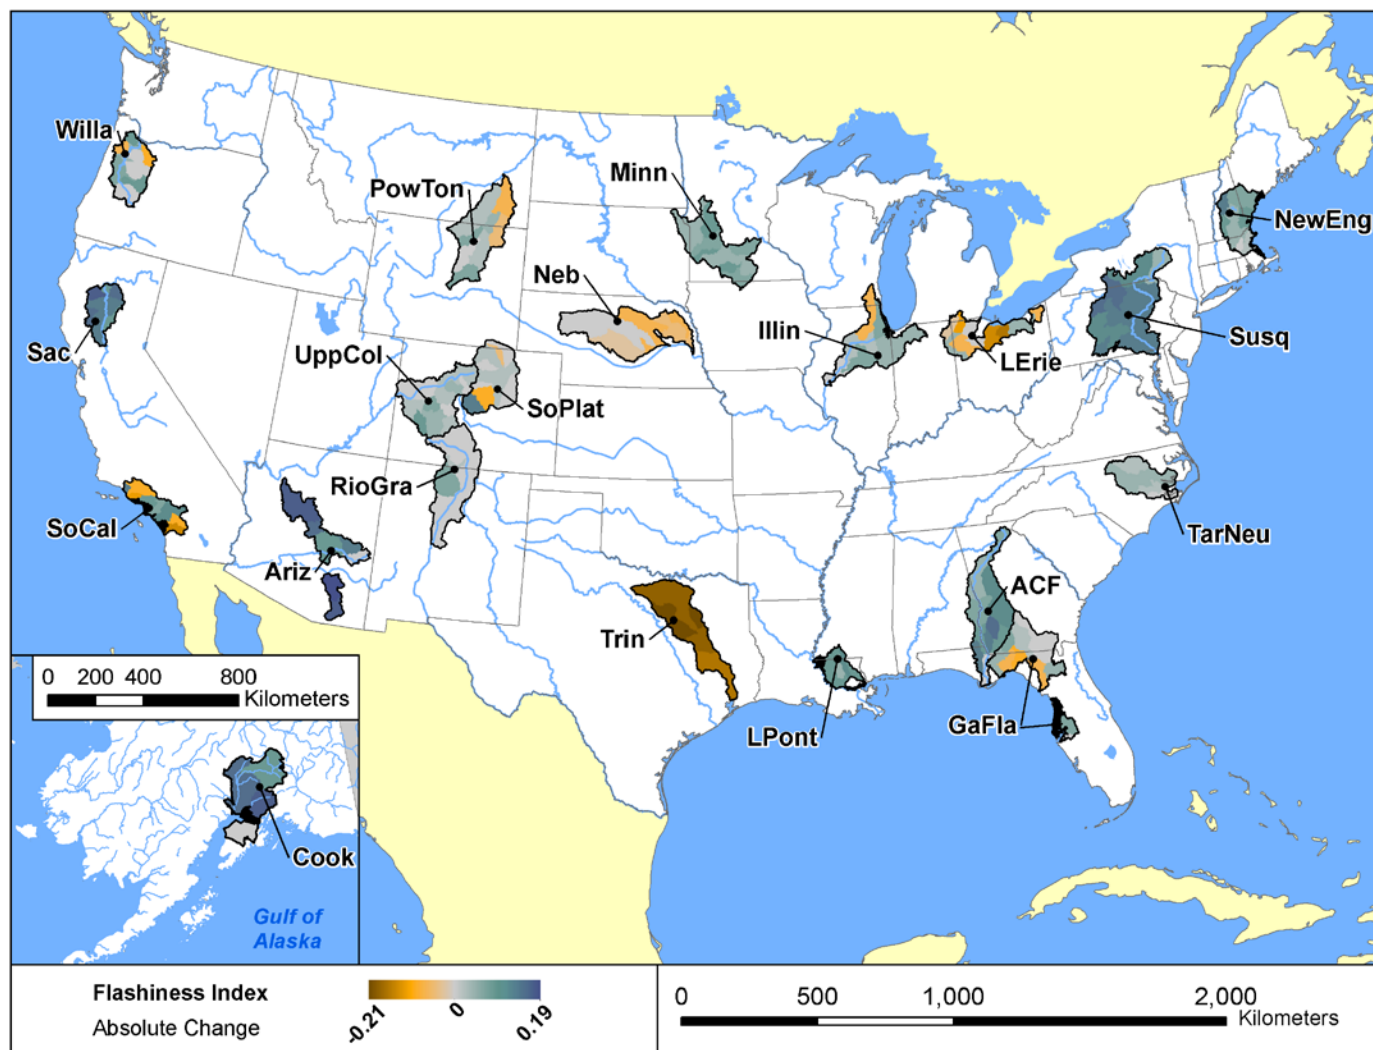 Willa
PowTon
Minn
NewEng
Neb
Sac
UppCol
Illin
LErie
Susq
SoPlat
RioGra
SoCal
Ariz
TarNeu
ACF
Trin
LPont
GaFla
0 200 400 800
Kilometers
Cook
Gulf of
Alaska
Flashiness Index
Absolute Change
-0.21 0 0.19
0 500 1,000 2,000
Kilometers